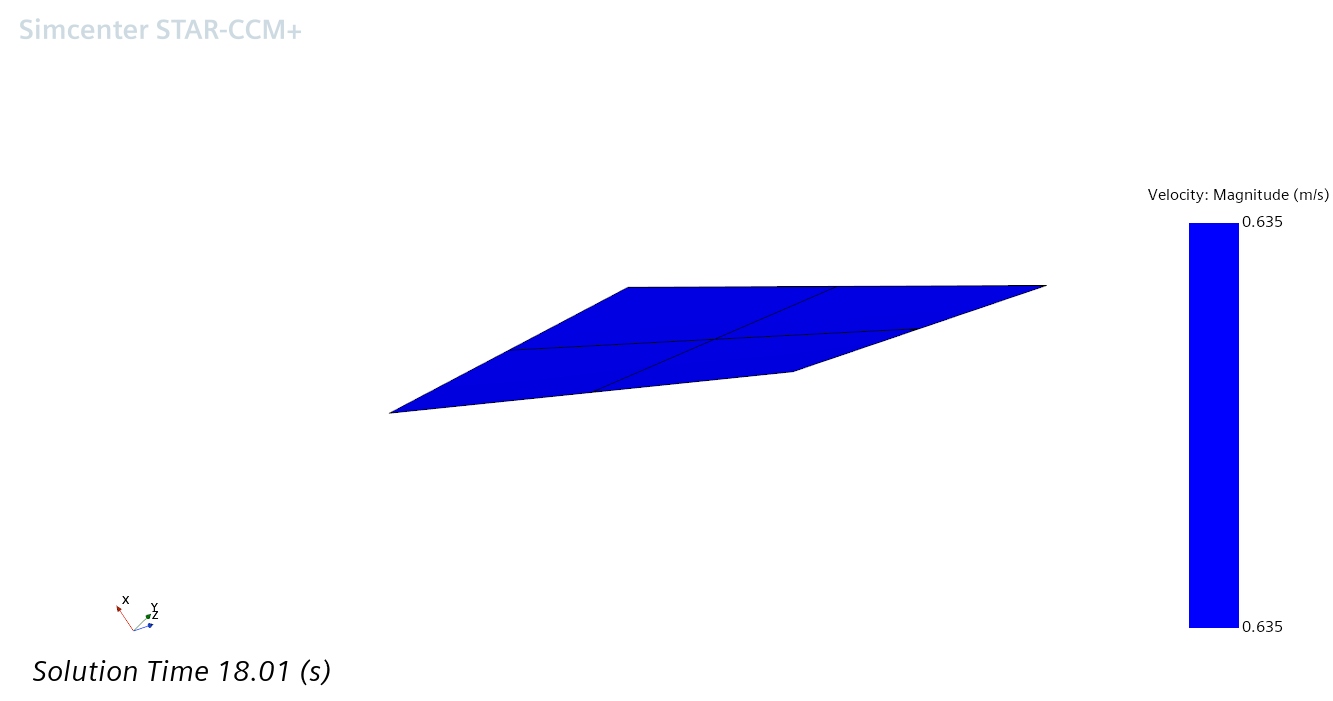 Simcenter STAR-CCM+
Velocity: Magnitude (m/s)
0.635
0.635
X
Y
Z
Solution Time 18.01 (s)